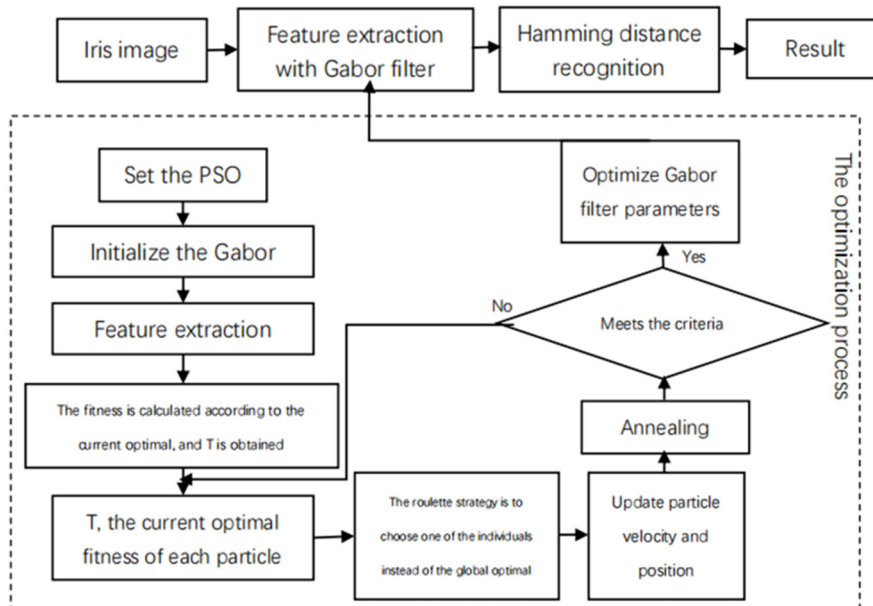 Iris image
Feature extraction
with Gabor filter
Hamming distance
recognition
Result
The optimization process
Set the PSO
Initialize the Gabor
Feature extraction
The fitness is calculated according to the
current optimal, and T is obtained
T, the current optimal
fitness of each particle
The roulette strategy is to
choose one of the individuals
instead of the global optimal
Update particle
velocity and
position
Annealing
Meets the criteria
No
Yes
Optimize Gabor
filter parameters